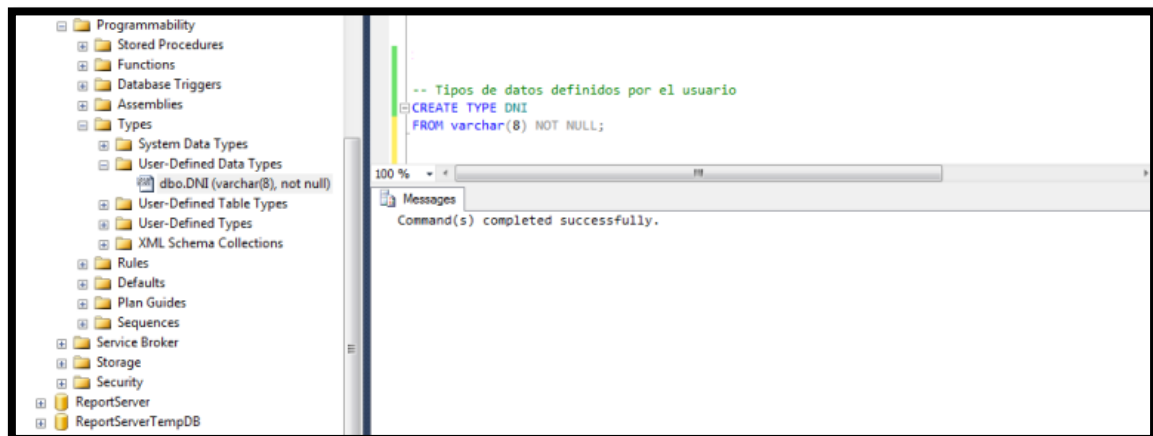 Programmability
Stored Procedures
Functions
Database Triggers
Assemblies
Types
System Data Types
User-Defined Data Types
dbo.DNI (varchar(8), not null)
User-Defined Table Types
User-Defined Types
XML Schema Collections
Rules
Defaults
Plan Guides
Sequences
Service Broker
Storage
Security
ReportServer
ReportServerTempDB
-- Tipos de datos definidos por el usuario
CREATE TYPE DNI
FROM varchar(8) NOT NULL;
100 %
Messages
Command(s) completed successfully.